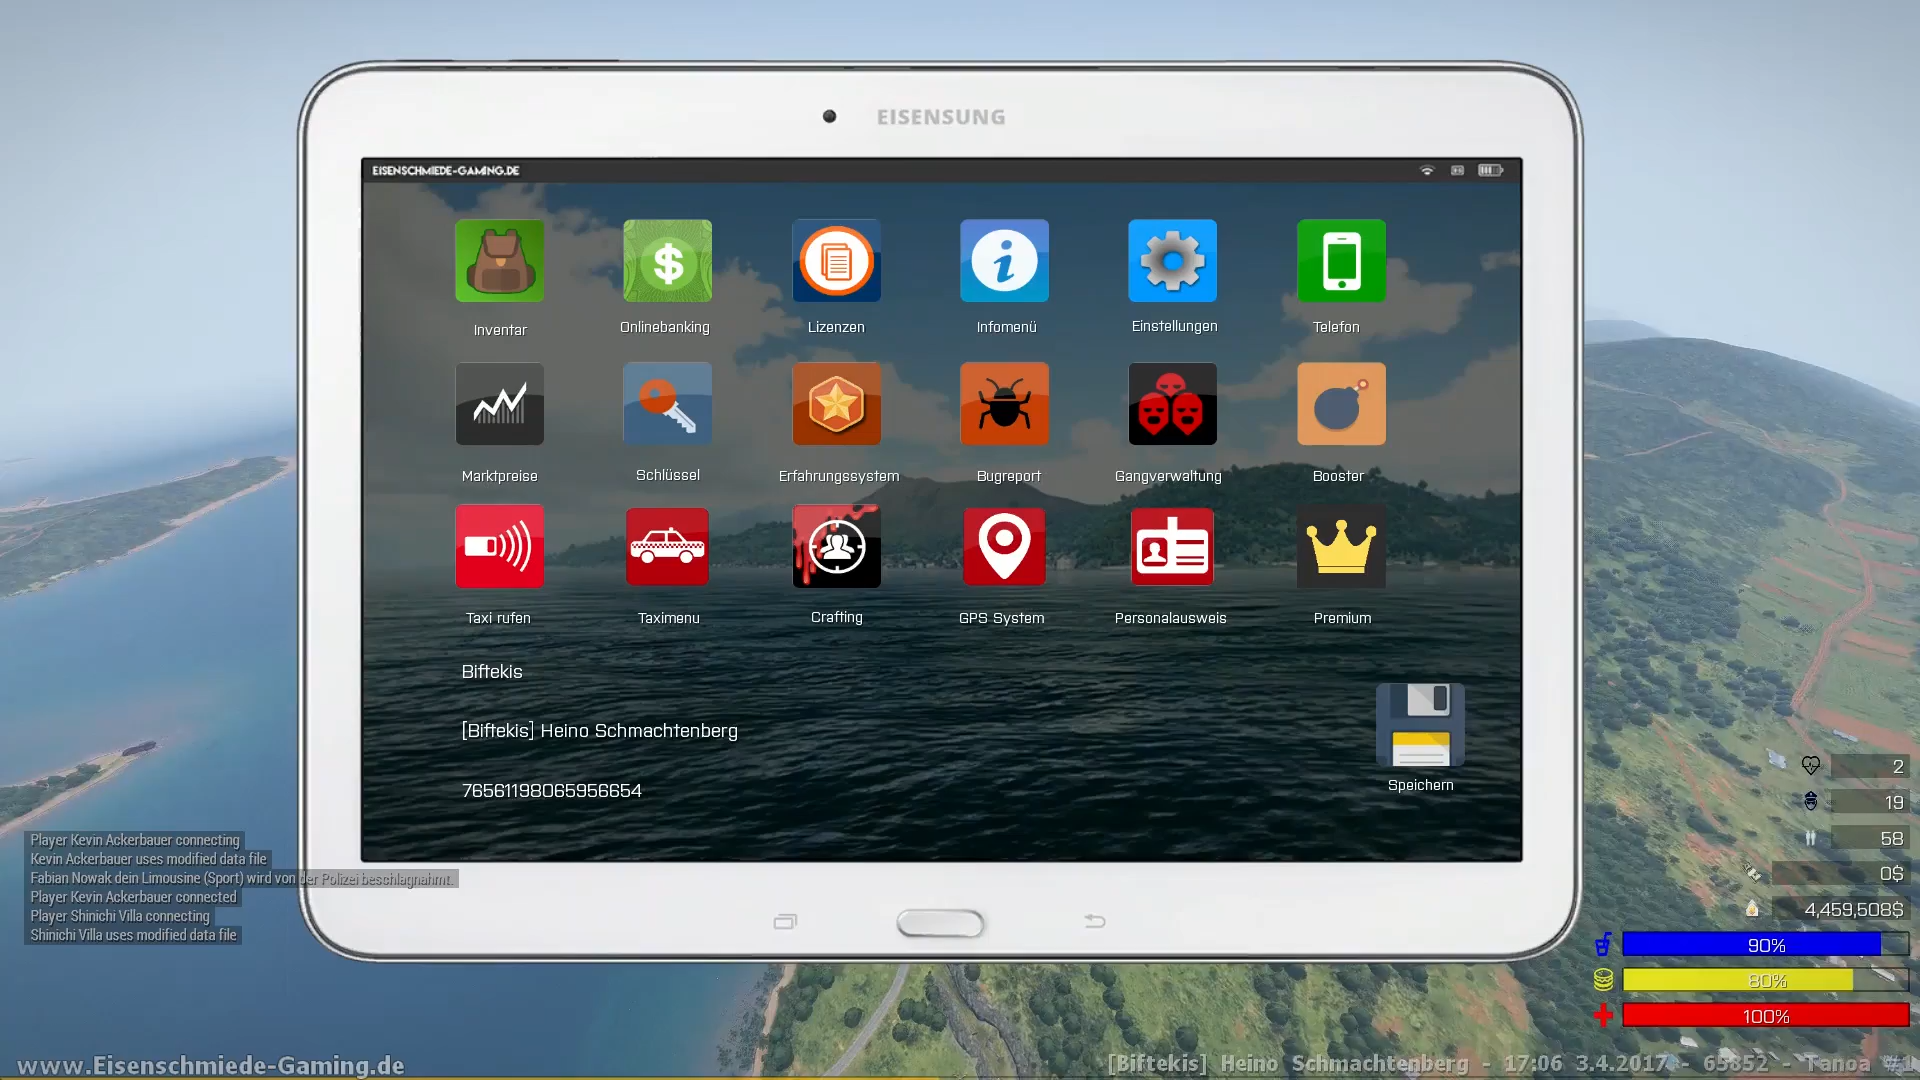 EISENSUNG
EISENSCHMIEDE-GAMING.DE
Inventar Onlinebanking Lizenzen Infomenü Einstellungen Telefon
Marktpreise Schlüssel Erfahrungssystem Bugreport Gangverwaltung Booster
Taxi rufen Taximenu Crafting GPS System Personalausweis Premium
Biftekis
[Biftekis] Heino Schmachtenberg
76561198065956654
Speichern
Player Kevin Ackerbauer connecting
Kevin Ackerbauer uses modified data file
Fabian Nowak dein Limousine (Sport) wird von der Polizei beschlagnahmt.
Player Kevin Ackerbauer connected
Player Shinichi Villa connecting
Shinichi Villa uses modified data file
2
19
58
0$
4,459,508$
90%
80%
100%
www.Eisenschmiede-Gaming.de
[Biftekis] Heino Schmachtenberg - 17:06 3.4.2017 - 65852 - Tanoa #1